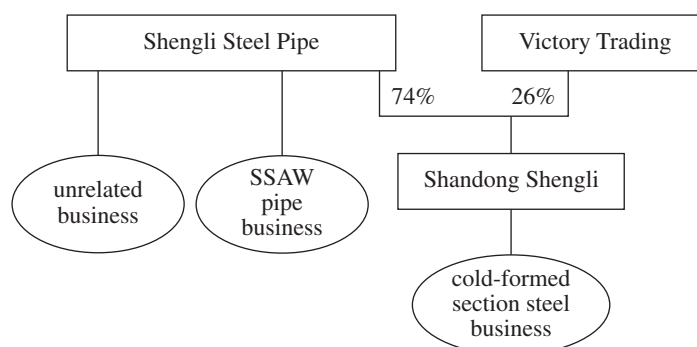 Shengli Steel Pipe
Victory Trading
74%
26%
unrelated
business
SSAW
pipe
business
Shandong Shengli
cold-formed
section steel
business